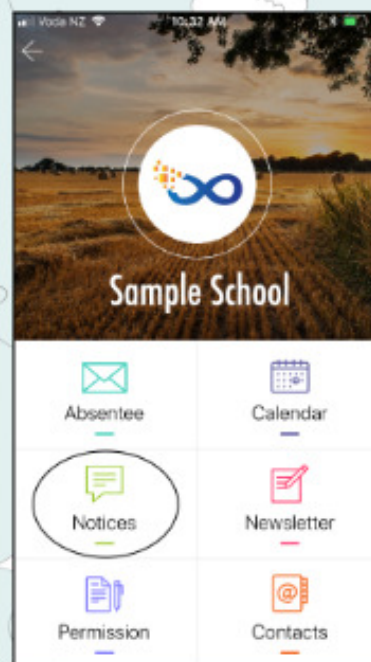 Voda NZ 10:32 AM
Sample School
Absentee Calendar
Notices Newsletter
Permission Contacts